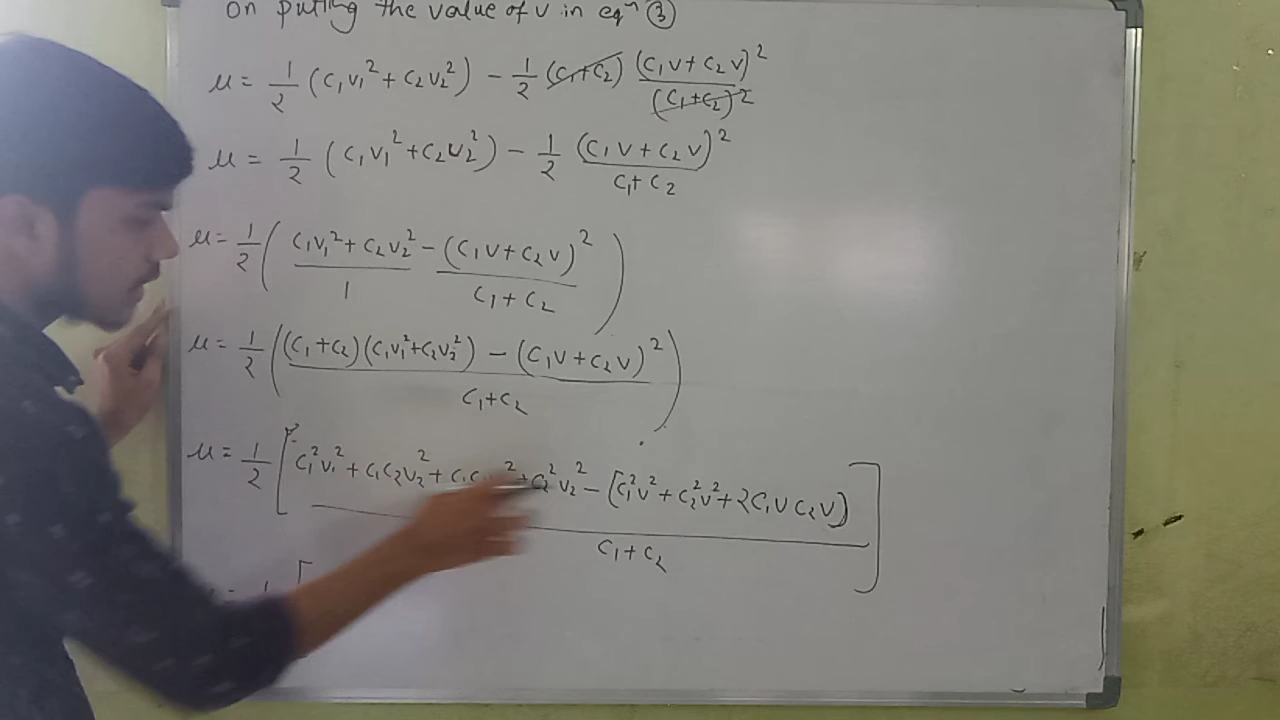 on putting the value of v in eqⁿ ③
u = 1/2 (C₁V₁² + C₂V₂²) - 1/2 (C₁+C₂) (C₁V + C₂V)²/(C₁+C₂)²
u = 1/2 (C₁V₁² + C₂V₂²) - 1/2 (C₁V + C₂V)²/C₁+C₂
u = 1/2 (C₁V₁² + C₂V₂²/1 - (C₁V + C₂V)²/C₁+C₂)
u = 1/2 ((C₁+C₂)(C₁V₁²+C₂V₂²) - (C₁V + C₂V)²/C₁+C₂)
u = 1/2 [C₁²V₁² + C₁C₂V₂² + C₁ ² + C₂²V₂² - [C₁²V² + C₂²V² + 2C₁VC₂V)/C₁+C₂]